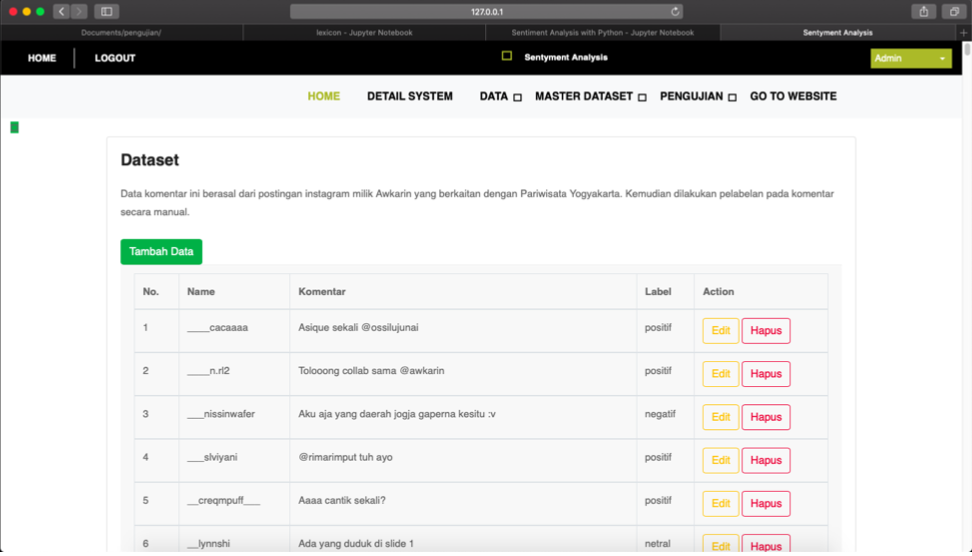 127.0.0.1
Documents/pengujian/
lexicon - Jupyter Notebook
Sentiment Analysis with Python - Jupyter Notebook
Sentyment Analysis
HOME LOGOUT Sentyment Analysis Admin
HOME DETAIL SYSTEM DATA MASTER DATASET PENGUJIAN GO TO WEBSITE
Dataset
Data komentar ini berasal dari postingan instagram milik Awkarin yang berkaitan dengan Pariwisata Yogyakarta. Kemudian dilakukan pelabelan pada komentar
secara manual.
Tambah Data
No. Name Komentar Label Action
1 ____cacaaaa Asique sekali @ossilujunai positif Edit Hapus
2 ____n.rl2 Tolooong collab sama @awkarin positif Edit Hapus
3 ___nissinwafer Aku aja yang daerah jogja gaperna kesitu :v negatif Edit Hapus
4 ___slviyani @rimarimput tuh ayo positif Edit Hapus
5 __creqmpuff___ Aaaa cantik sekali? positif Edit Hapus
6 __lynnshi Ada yang duduk di slide 1 netral Edit Hapus